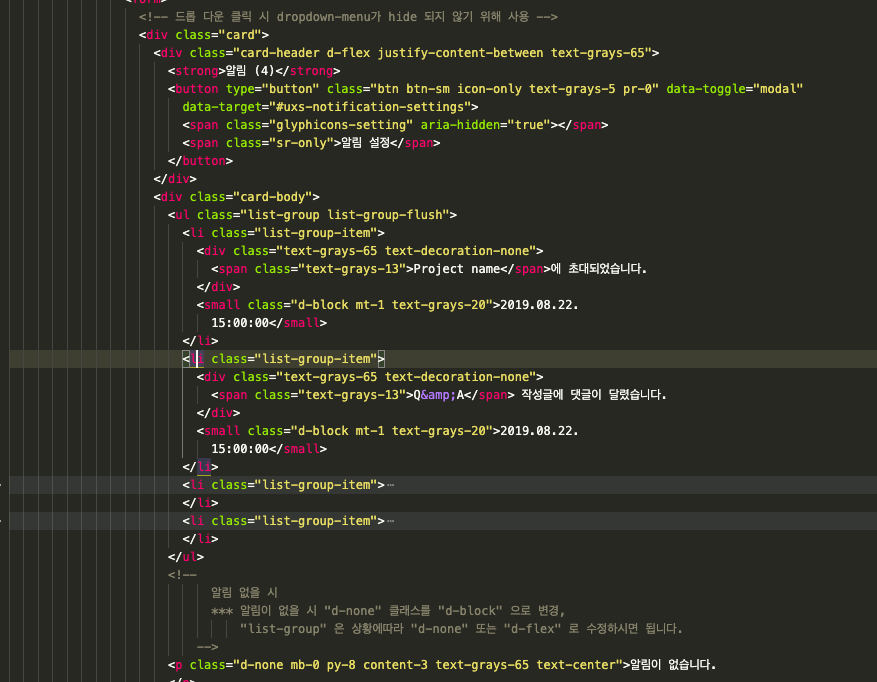 <form>
<!-- 드롭 다운 클릭 시 dropdown-menu가 hide 되지 않기 위해 사용 -->
<div class="card">
<div class="card-header d-flex justify-content-between text-grays-65">
<strong>알림 (4)</strong>
<button type="button" class="btn btn-sm icon-only text-grays-5 pr-0" data-toggle="modal"
data-target="#uxs-notification-settings">
<span class="glyphicons-setting" aria-hidden="true"></span>
<span class="sr-only">알림 설정</span>
</button>
</div>
<div class="card-body">
<ul class="list-group list-group-flush">
<li class="list-group-item">
<div class="text-grays-65 text-decoration-none">
<span class="text-grays-13">Project name</span>에 초대되었습니다.
</div>
<small class="d-block mt-1 text-grays-20">2019.08.22.
15:00:00</small>
</li>
<li class="list-group-item">
<div class="text-grays-65 text-decoration-none">
<span class="text-grays-13">Q&amp;A</span> 작성글에 댓글이 달렸습니다.
</div>
<small class="d-block mt-1 text-grays-20">2019.08.22.
15:00:00</small>
</li>
<li class="list-group-item">⋯
</li>
<li class="list-group-item">⋯
</li>
</ul>
<!--
알림 없을 시
*** 알림이 없을 시 "d-none" 클래스를 "d-block" 으로 변경,
"list-group" 은 상황에따라 "d-none" 또는 "d-flex" 로 수정하시면 됩니다.
-->
<p class="d-none mb-0 py-8 content-3 text-grays-65 text-center">알림이 없습니다.